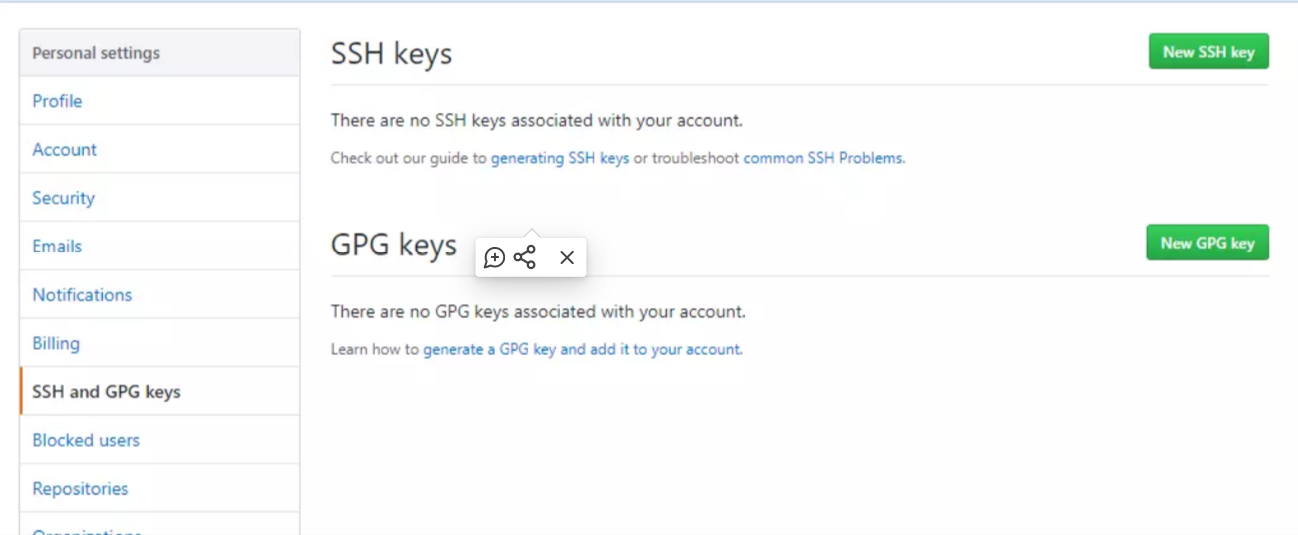 Personal settings
Profile
Account
Security
Emails
Notifications
Billing
SSH and GPG keys
Blocked users
Repositories
SSH keys
New SSH key
There are no SSH keys associated with your account.
Check out our guide to generating SSH keys or troubleshoot common SSH Problems.
GPG keys
New GPG key
There are no GPG keys associated with your account.
Learn how to generate a GPG key and add it to your account.